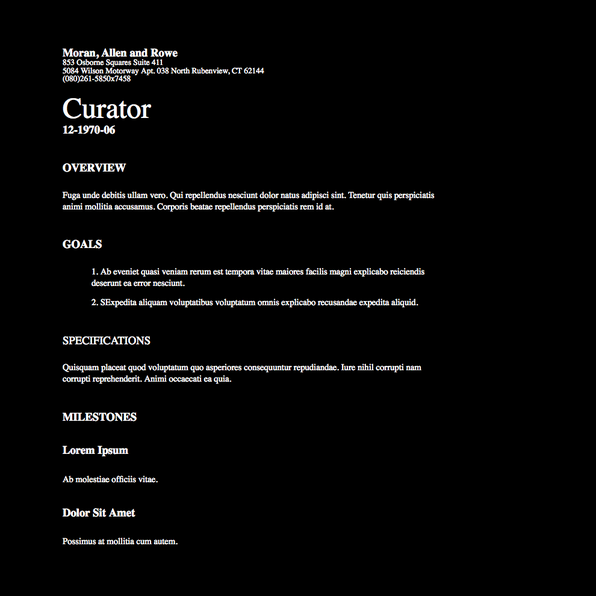 Moran, Allen and Rowe
853 Osborne Squares Suite 411
5084 Wilson Motorway Apt. 038 North Rubenview, CT 62144
(080)261-5850x7458
Curator
12-1970-06
OVERVIEW
Fuga unde debitis ullam vero. Qui repellendus nesciunt dolor natus adipisci sint. Tenetur quis perspiciatis
animi mollitia accusamus. Corporis beatae repellendus perspiciatis rem id at.
GOALS
1. Ab eveniet quasi veniam rerum est tempora vitae maiores facilis magni explicabo reiciendis
deserunt ea error nesciunt.
2. SExpedita aliquam voluptatibus voluptatum omnis explicabo recusandae expedita aliquid.
SPECIFICATIONS
Quisquam placeat quod voluptatum quo asperiores consequuntur repudiandae. Iure nihil corrupti nam
corrupti reprehenderit. Animi occaecati ea quia.
MILESTONES
Lorem Ipsum
Ab molestiae officiis vitae.
Dolor Sit Amet
Possimus at mollitia cum autem.